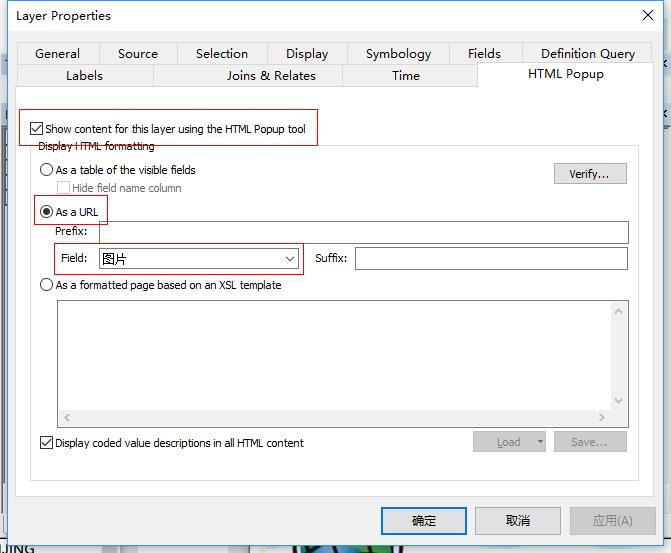 Layer Properties
General Source Selection Display Symbology Fields Definition Query
Labels Joins & Relates Time HTML Popup
Show content for this layer using the HTML Popup tool
Display HTML formatting
As a table of the visible fields Verify...
Hide field name column
As a URL
Prefix:
Field: 图片 Suffix:
As a formatted page based on an XSL template
Display coded value descriptions in all HTML content Load Save...
确定 取消 应用(A)
IJING